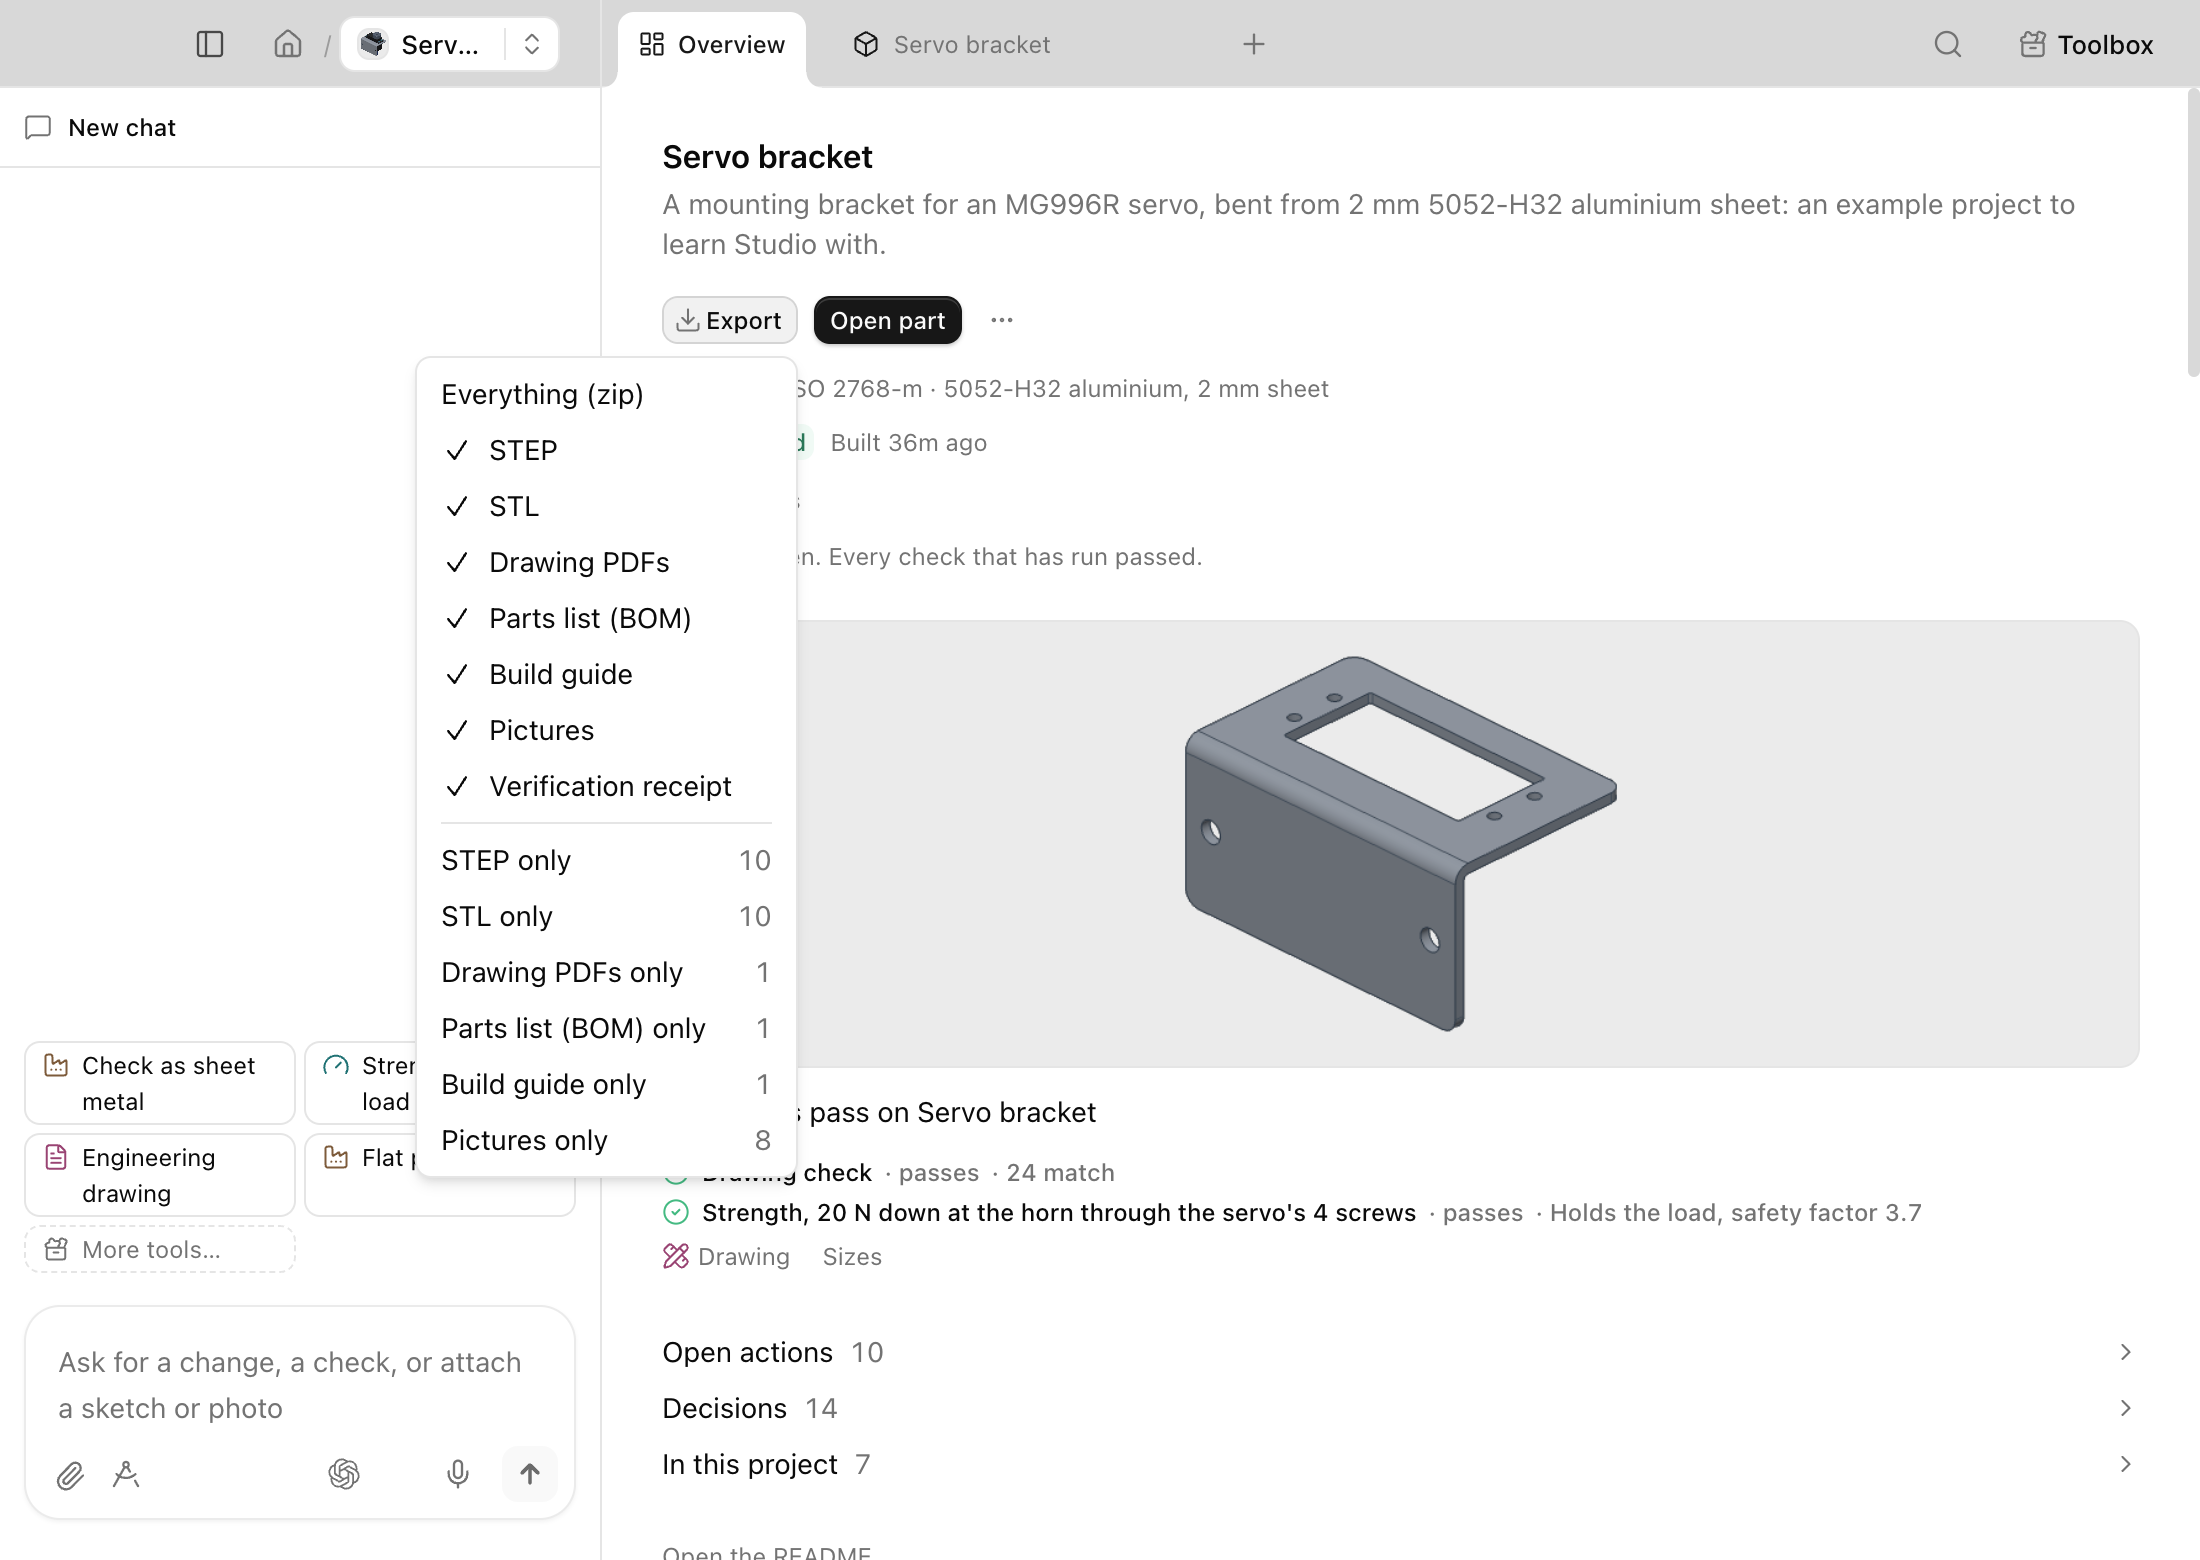 Serv...
Overview
Servo bracket
Toolbox
New chat
Servo bracket
A mounting bracket for an MG996R servo, bent from 2 mm 5052-H32 aluminium sheet: an example project to
learn Studio with.
Export
Open part
Everything (zip)
STEP
STL
Drawing PDFs
Parts list (BOM)
Build guide
Pictures
Verification receipt
STEP only 10
STL only 10
Drawing PDFs only 1
Parts list (BOM) only 1
Build guide only 1
Pictures only 8
2768-m · 5052-H32 aluminium, 2 mm sheet
Built 36m ago
Every check that has run passed.
pass on Servo bracket
Drawing check · passes · 24 match
Strength, 20 N down at the horn through the servo's 4 screws · passes · Holds the load, safety factor 3.7
Drawing
Sizes
Open actions 10
Decisions 14
In this project 7
Open the README
Check as sheet
metal
load
Engineering
drawing
Flat
More tools...
Ask for a change, a check, or attach
a sketch or photo